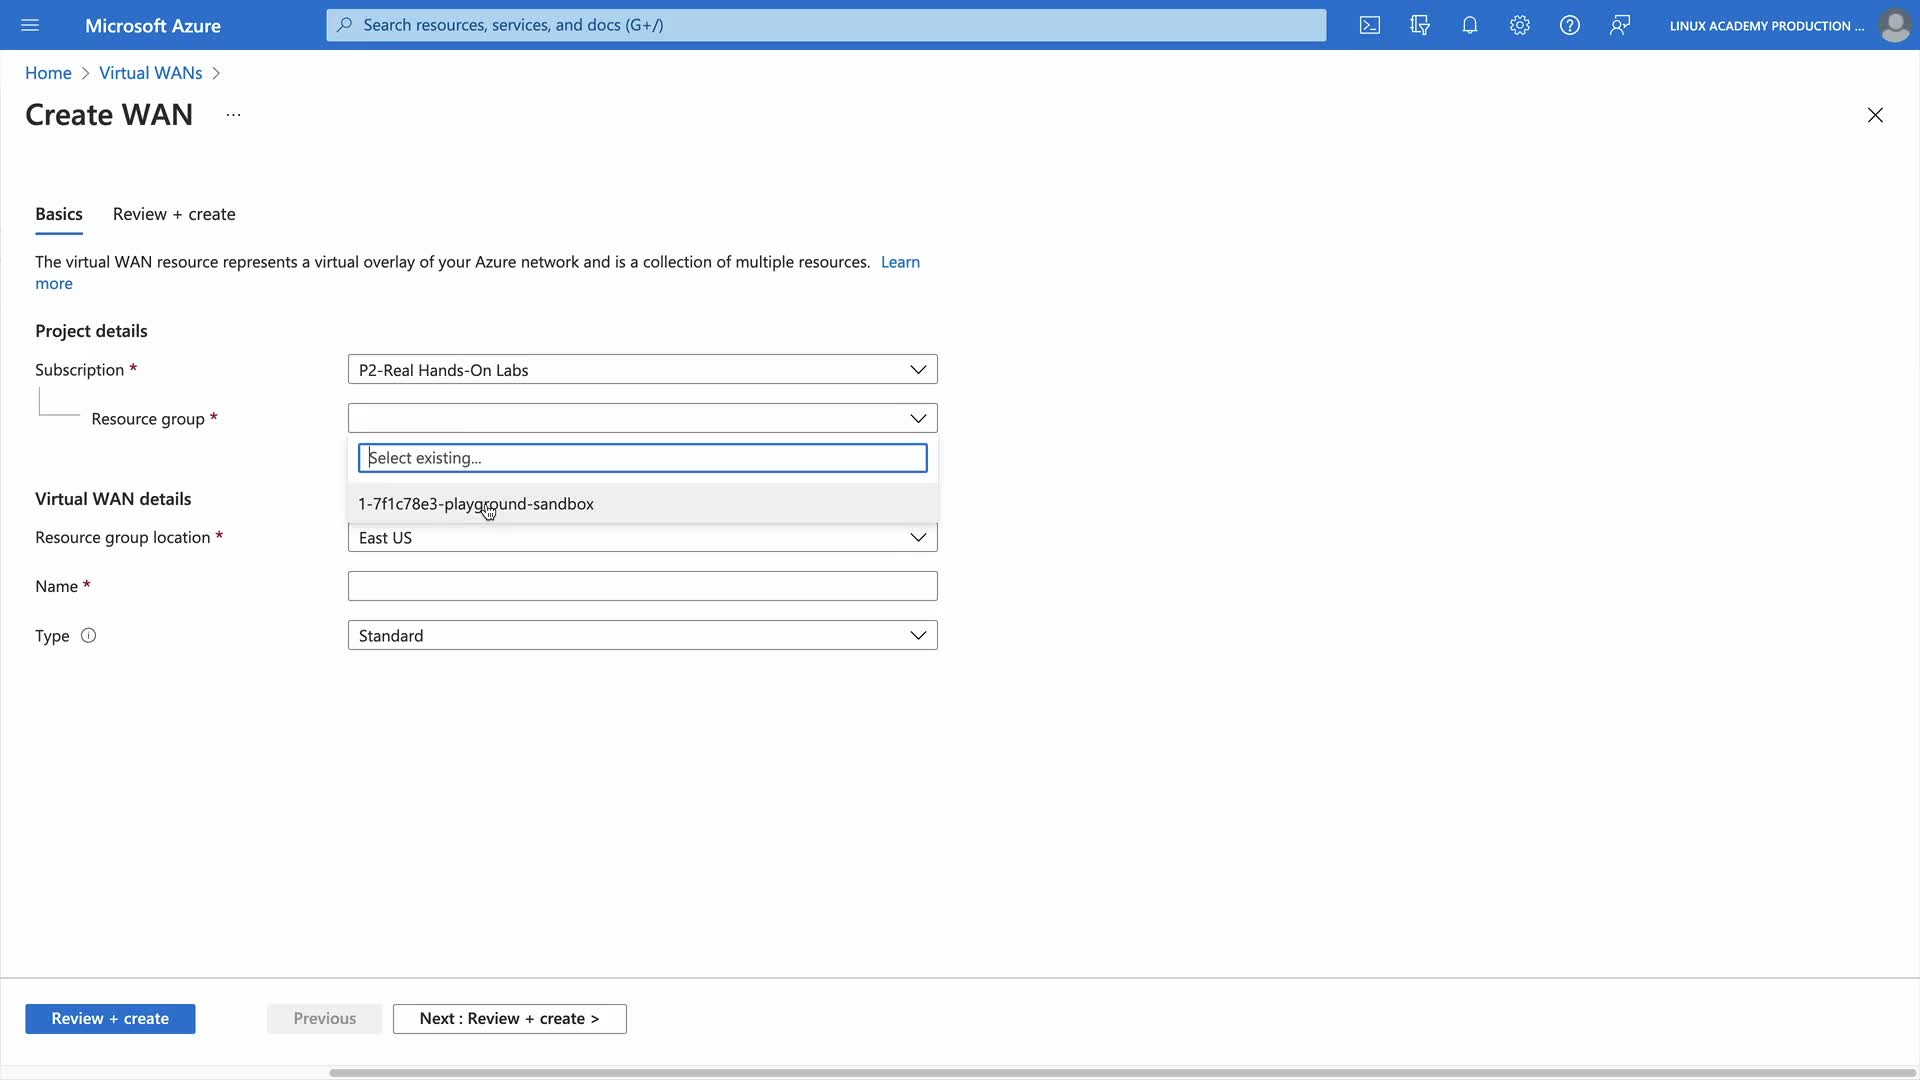 Microsoft Azure
Search resources, services, and docs (G+/)
LINUX ACADEMY PRODUCTION ...
Home > Virtual WANs >
Create WAN ...
Basics
Review + create
The virtual WAN resource represents a virtual overlay of your Azure network and is a collection of multiple resources. Learn
more
Project details
Subscription *
P2-Real Hands-On Labs
Resource group *
Select existing...
1-7f1c78e3-playground-sandbox
Virtual WAN details
Resource group location *
East US
Name *
Type
Standard
Review + create
Previous
Next : Review + create >